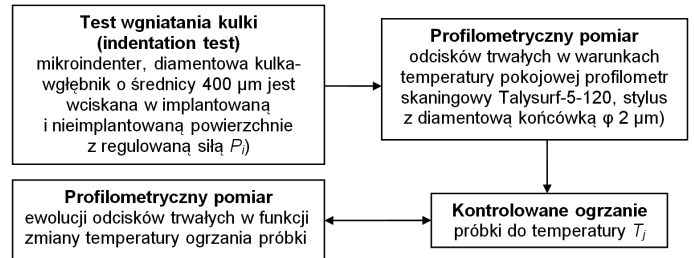 Test wgniatania kulki
(indentation test)
mikroindenter, diamentowa kulka-
wgłębnik o średnicy 400 μm jest
wciskana w implantowaną
i nieimplantowaną powierzchnie
z regulowaną siłą Pi)
Profilometryczny pomiar
odcisków trwałych w warunkach
temperatury pokojowej profilometr
skaningowy Talysurf-5-120, stylus
z diamentową końcówką φ 2 μm)
Profilometryczny pomiar
ewolucji odcisków trwałych w funkcji
zmiany temperatury ogrzania próbki
Kontrolowane ogrzanie
próbki do temperatury Tj